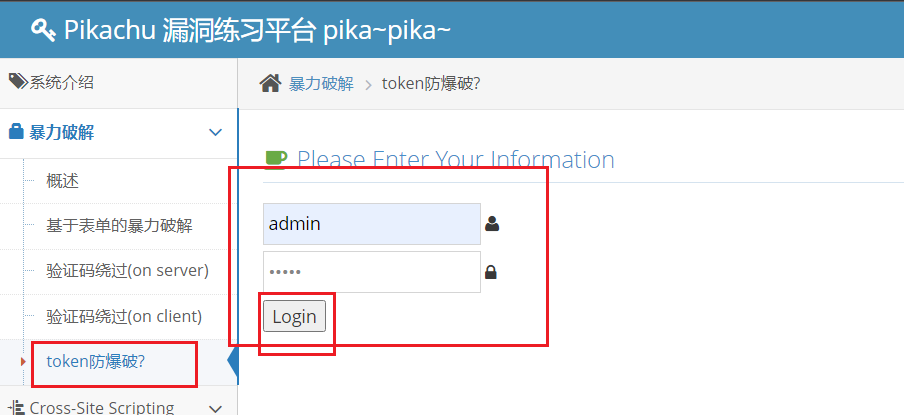 Pikachu 漏洞练习平台 pika~pika~
系统介绍
暴力破解
概述
基于表单的暴力破解
验证码绕过(on server)
验证码绕过(on client)
token防爆破?
Cross-Site Scripting
暴力破解 > token防爆破?
Please Enter Your Information
admin
•••••
Login